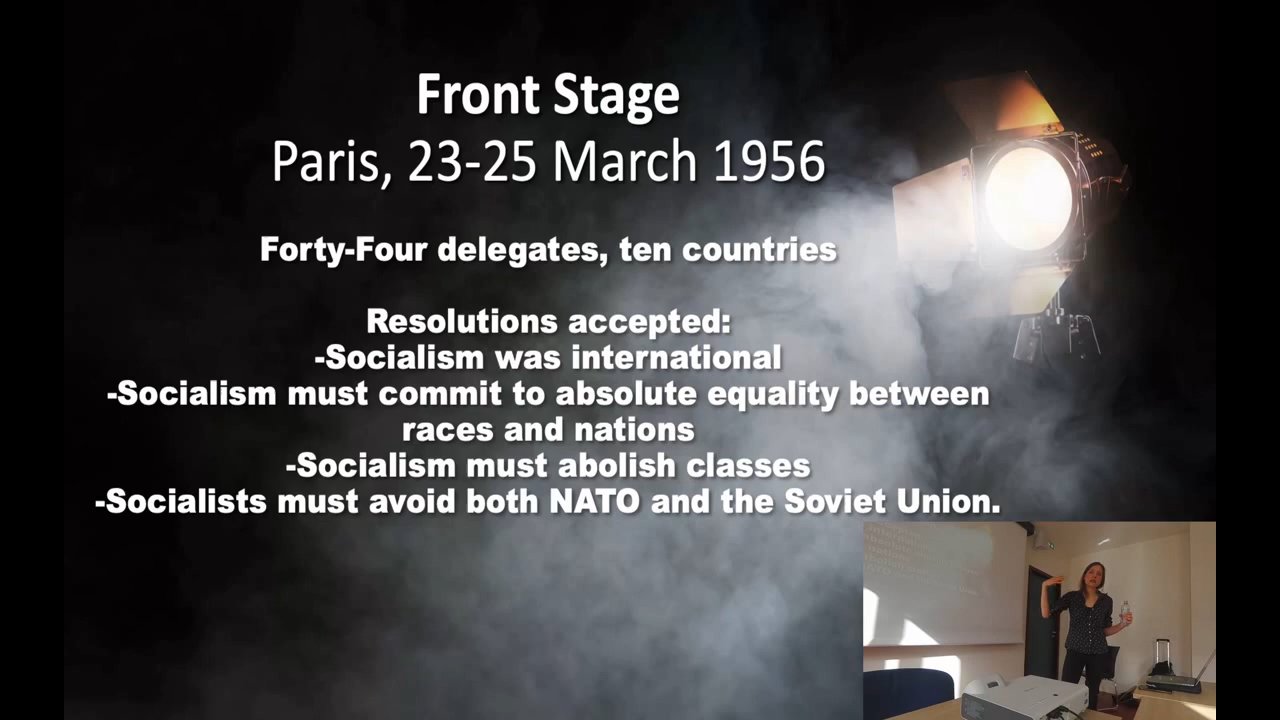 Front Stage
Paris, 23-25 March 1956
Forty-Four delegates, ten countries
Resolutions accepted:
-Socialism was international
-Socialism must commit to absolute equality between
races and nations
-Socialism must abolish classes
-Socialists must avoid both NATO and the Soviet Union.